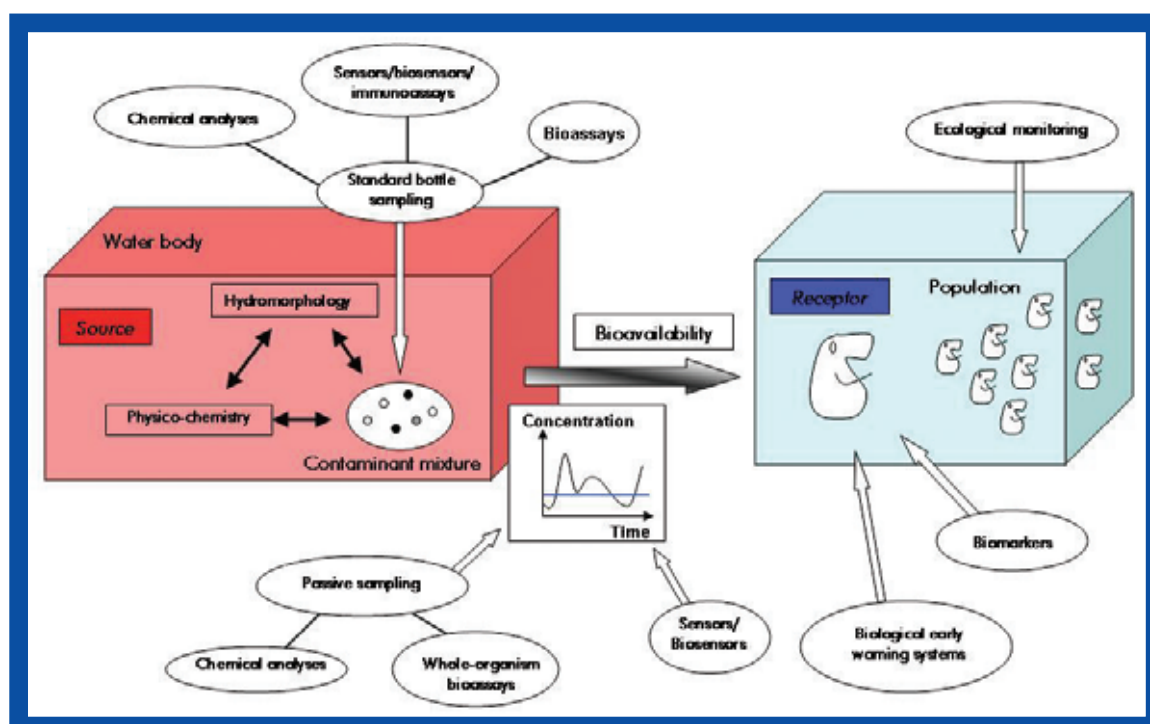 Sensors/biosensors/
immunoassays
Chemical analyses
Bioassays
Standard bottle
sampling
Ecological monitoring
Water body
Hydromorphology
Source
Physico-chemistry
Contaminant mixture
Bioavailability
Concentration
Time
Receptor
Population
Biomarkers
Passive sampling
Chemical analyses
Whole-organism
bioassays
Sensors/
Biosensors
Biological early
warning systems